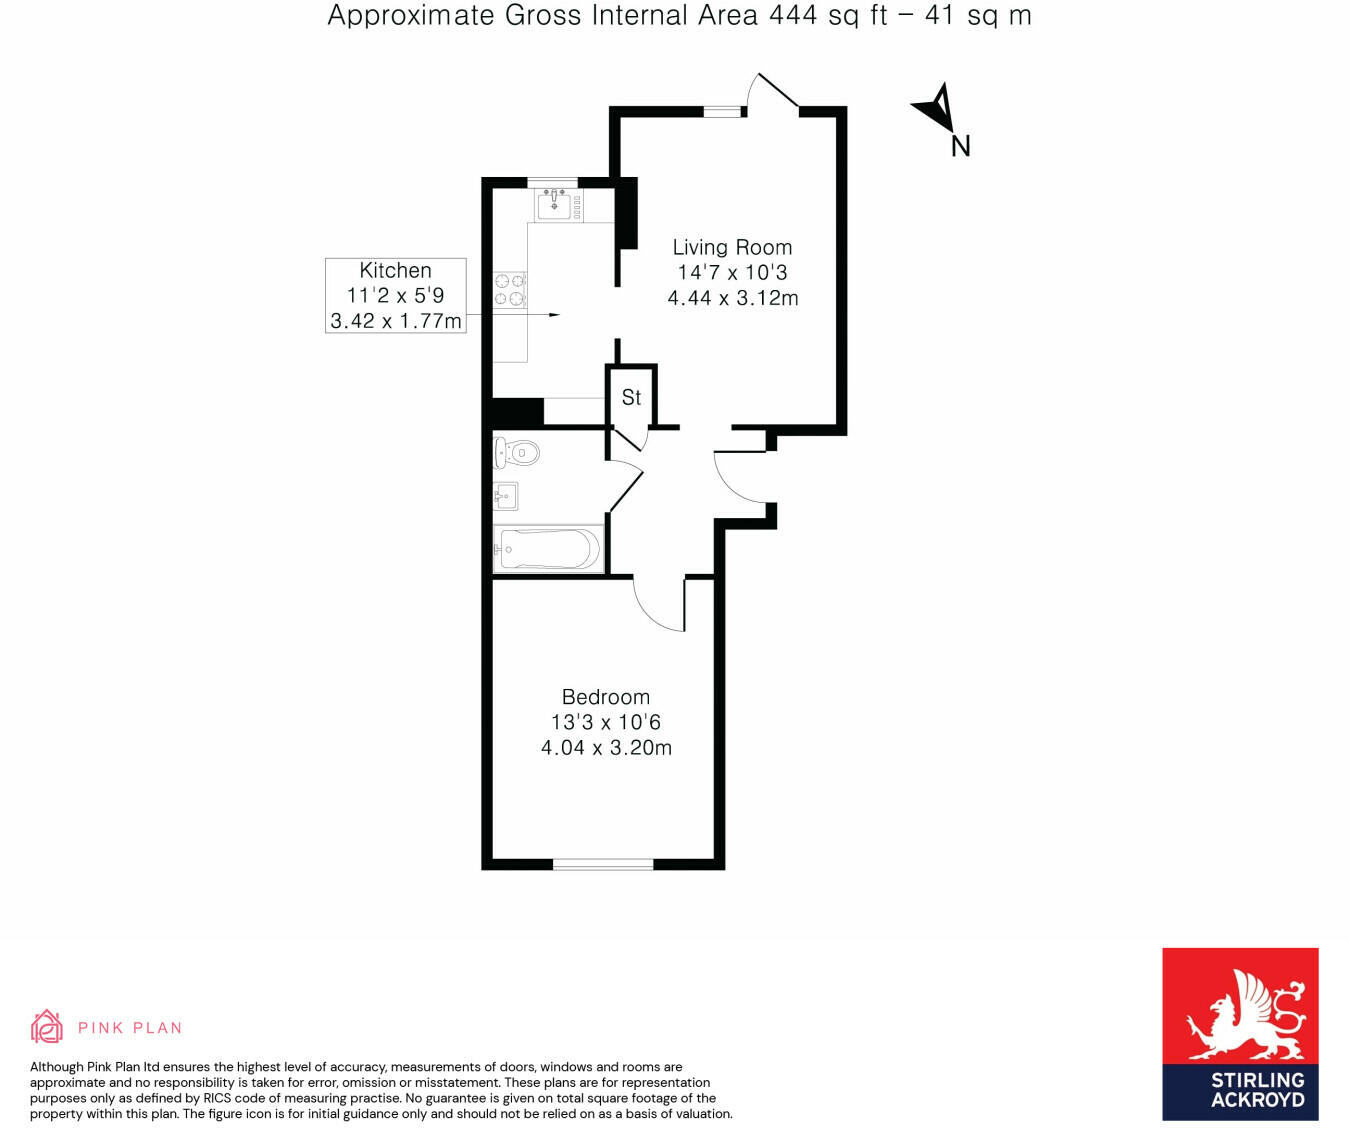 Approximate Gross Internal Area 444 sq ft – 41 sq m
N
Living Room
14'7 x 10'3
4.44 x 3.12m
Kitchen
11'2 x 5'9
3.42 x 1.77m
St
Bedroom
13'3 x 10'6
4.04 x 3.20m
PINK PLAN
Although Pink Plan ltd ensures the highest level of accuracy, measurements of doors, windows and rooms are
approximate and no responsibility is taken for error, omission or misstatement. These plans are for representation
purposes only as defined by RICS code of measuring practise. No guarantee is given on total square footage of the
property within this plan. The figure icon is for initial guidance only and should not be relied on as a basis of valuation.
STIRLING
ACKROYD